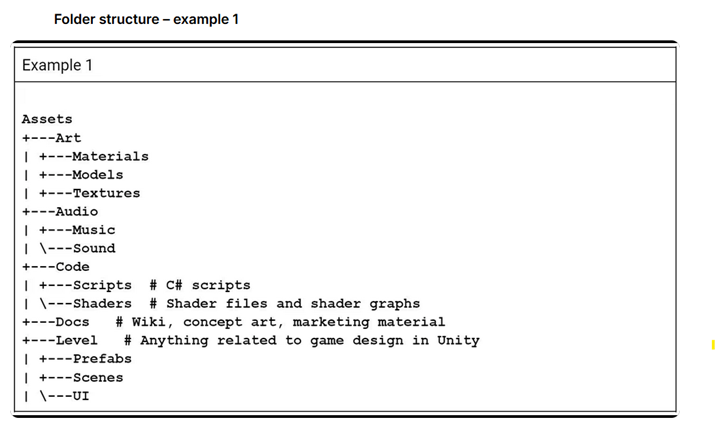 Folder structure – example 1
Example 1
Assets
+---Art
| +---Materials
| +---Models
| +---Textures
+---Audio
| +---Music
| \---Sound
+---Code
| +---Scripts  # C# scripts
| \---Shaders  # Shader files and shader graphs
+---Docs   # Wiki, concept art, marketing material
+---Level   # Anything related to game design in Unity
| +---Prefabs
| +---Scenes
| \---UI